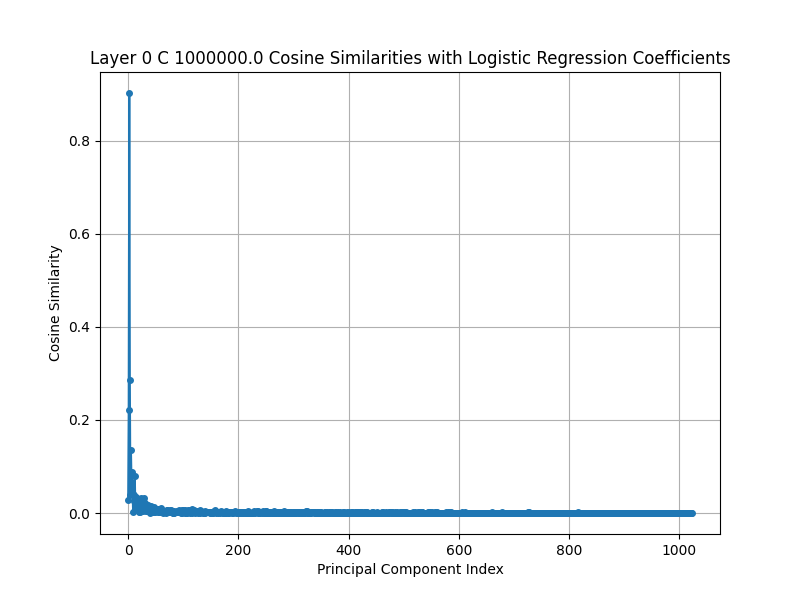 Layer 0 C 1000000.0 Cosine Similarities with Logistic Regression Coefficients
0.8
0.6
0.4
0.2
0.0
Cosine Similarity
0 200 400 600 800 1000
Principal Component Index